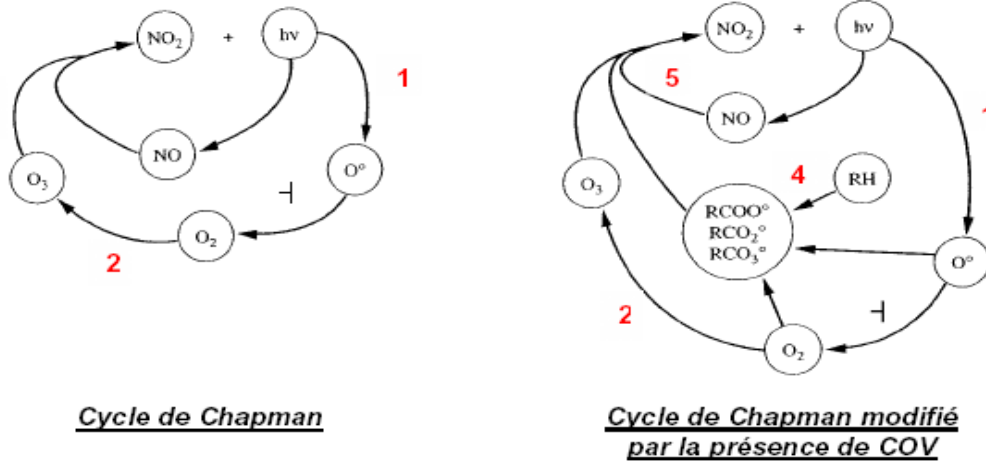 NO₂ + hν
1
NO
O₃
O°
⊣
O₂
2
Cycle de Chapman
NO₂ + hν
5
1
NO
4
RH
O₃
RCOO°
RCO₂°
RCO₃°
O°
2
⊣
O₂
Cycle de Chapman modifié
par la présence de COV